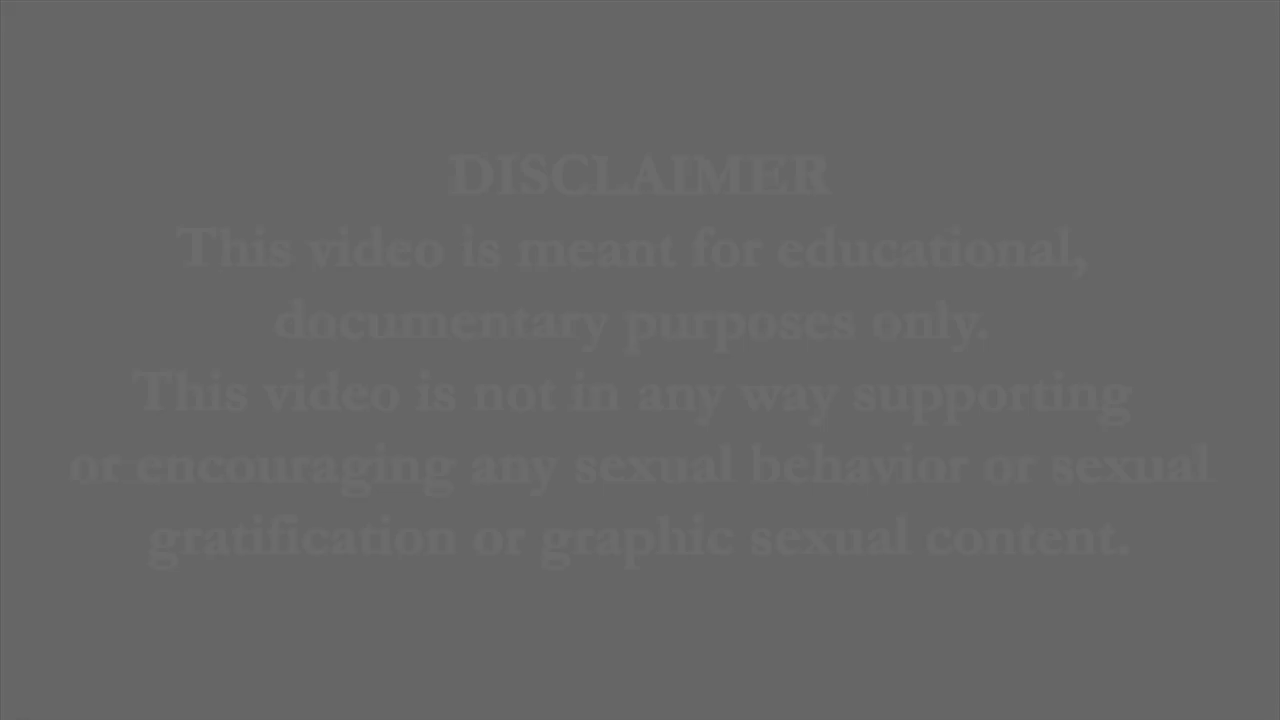 DISCLAIMER
This video is meant for educational,
documentary purposes only.
This video is not in any way supporting
or encouraging any sexual behavior or sexual
gratification or graphic sexual content.